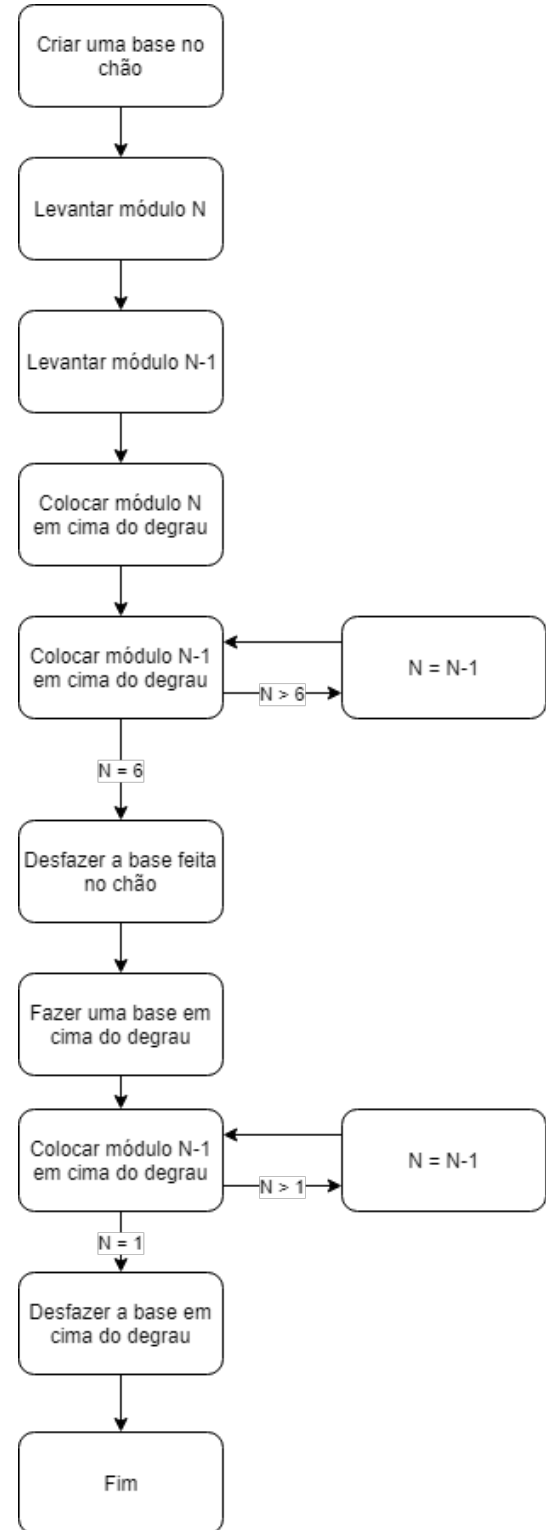 Criar uma base no
chão
Levantar módulo N
Levantar módulo N-1
Colocar módulo N
em cima do degrau
Colocar módulo N-1
em cima do degrau
N > 6
N = N-1
N = 6
Desfazer a base feita
no chão
Fazer uma base em
cima do degrau
Colocar módulo N-1
em cima do degrau
N > 1
N = N-1
N = 1
Desfazer a base em
cima do degrau
Fim